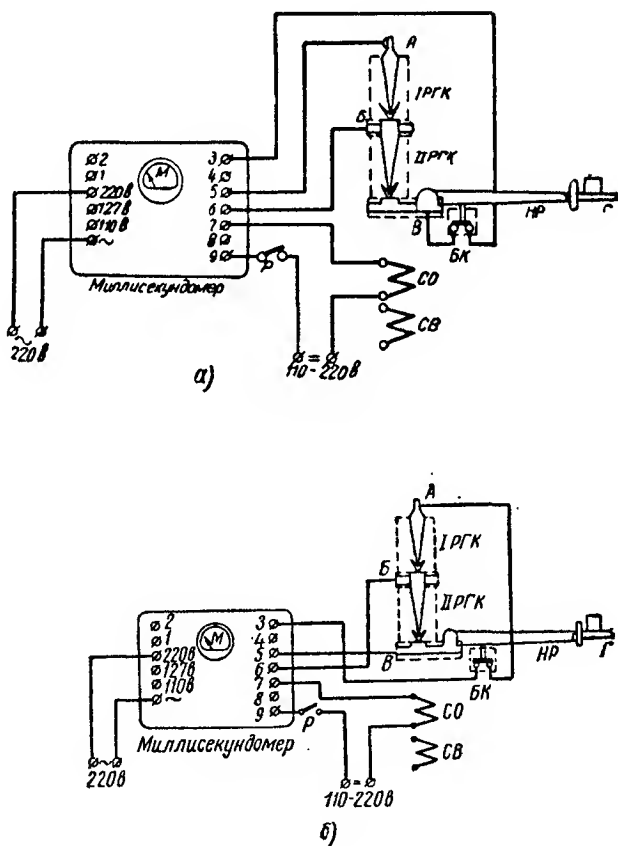 А
I РГК
Б
II РГК
2
1
220в
127в
110в
~
М
3
4
5
6
7
8
9
Р
НР
Г
В
БК
СО
СВ
Миллисекундомер
~
220 в
=
110-220в
а)
А
I РГК
Б
II РГК
2
1
220в
127в
110в
~
М
3
4
5
6
7
8
9
Р
НР
Г
В
БК
СО
СВ
Миллисекундомер
~
220в
=
110-220в
б)